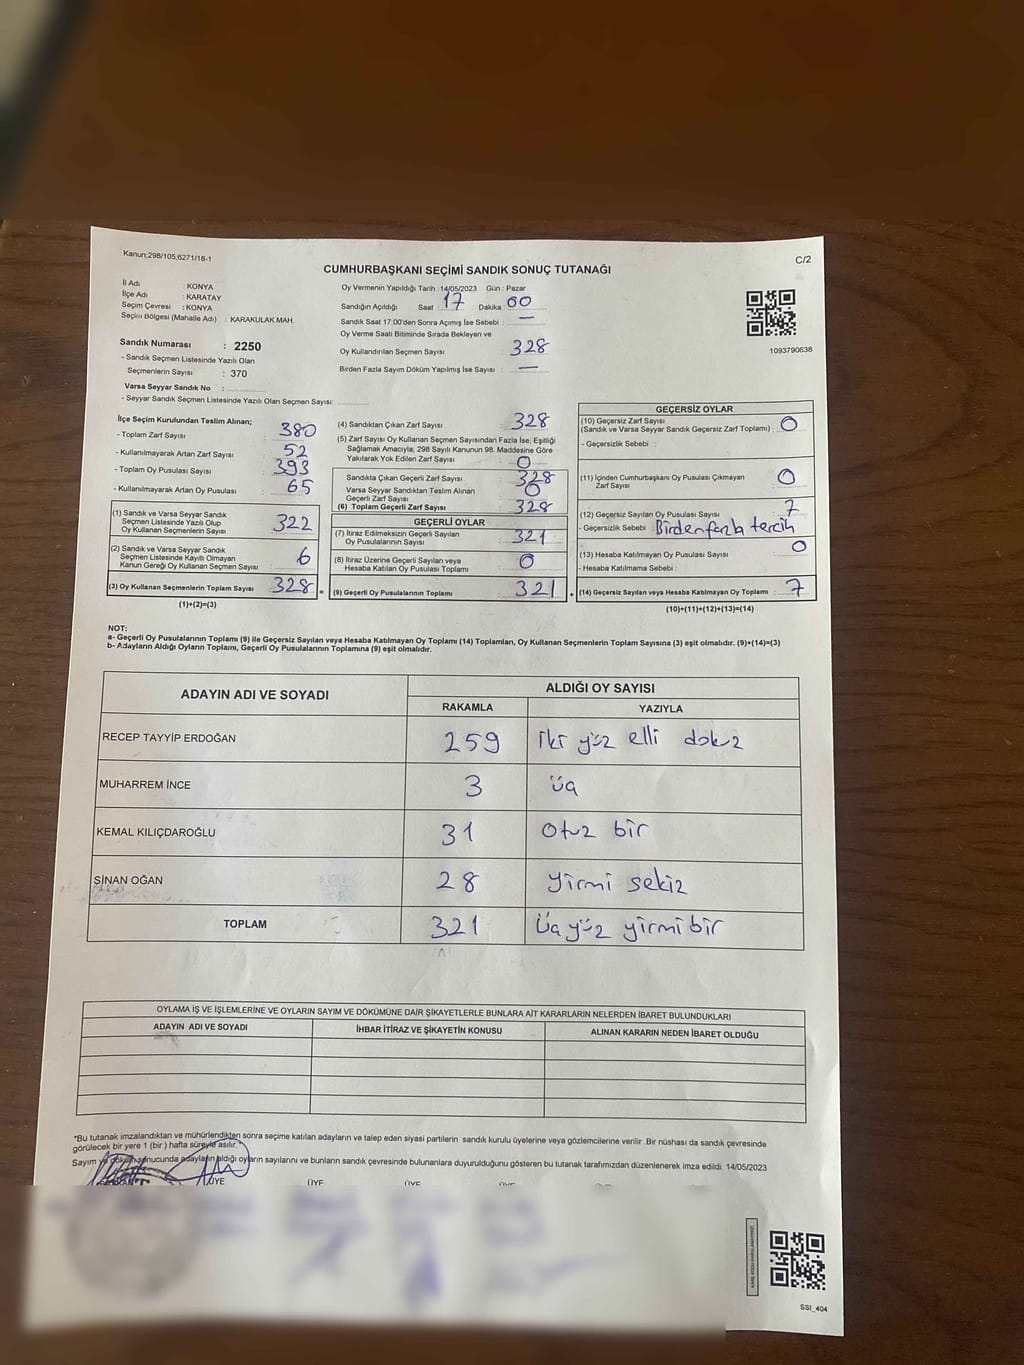 Kanun;298/105,6271/18-1
C/2
CUMHURBAŞKANI SEÇİMİ SANDIK SONUÇ TUTANAĞI
İl Adı : KONYA
İlçe Adı : KARATAY
Seçim Çevresi : KONYA
Seçim Bölgesi (Mahalle Adı) : KARAKULAK MAH.
Sandık Numarası : 2250
- Sandık Seçmen Listesinde Yazılı Olan
Seçmenlerin Sayısı : 370
Varsa Seyyar Sandık No :
- Seyyar Sandık Seçmen Listesinde Yazılı Olan Seçmen Sayısı:
Oy Vermenin Yapıldığı Tarih :14/05/2023 Gün : Pazar
Sandığın Açıldığı Saat : 17 Dakika : 00
Sandık Saat 17.00'den Sonra Açımış İse Sebebi : —
Oy Verme Saati Bitiminde Sırada Bekleyen ve
Oy Kullandırılan Seçmen Sayısı : 328
Birden Fazla Sayım Döküm Yapılmış İse Sayısı : —
1093790638
İlçe Seçim Kurulundan Teslim Alınan;
- Toplam Zarf Sayısı : 380
- Kullanılmayarak Artan Zarf Sayısı : 52
- Toplam Oy Pusulası Sayısı : 393
- Kullanılmayarak Artan Oy Pusulası : 65
(1) Sandık ve Varsa Seyyar Sandık
Seçmen Listesinde Yazılı Olup
Oy Kullanan Seçmenlerin Sayısı : 322
(2) Sandık ve Varsa Seyyar Sandık
Seçmen Listesinde Kayıtlı Olmayan
Kanun Gereği Oy Kullanan Seçmen Sayısı : 6
(3) Oy Kullanan Seçmenlerin Toplam Sayısı : 328 =
(1)+(2)=(3)
(4) Sandıktan Çıkan Zarf Sayısı : 328
(5) Zarf Sayısı Oy Kullanan Seçmen Sayısından Fazla İse, Eşitliği
Sağlamak Amacıyla; 298 Sayılı Kanunun 98. Maddesine Göre
Yakılarak Yok Edilen Zarf Sayısı : 0
Sandıkta Çıkan Geçerli Zarf Sayısı : 328
Varsa Seyyar Sandıktan Teslim Alınan
Geçerli Zarf Sayısı : 0
(6) Toplam Geçerli Zarf Sayısı : 328
GEÇERLİ OYLAR
(7) İtiraz Edilmeksizin Geçerli Sayılan
Oy Pusulalarının Sayısı : 321
(8) İtiraz Üzerine Geçerli Sayılan veya
Hesaba Katılan Oy Pusulası Toplamı : 0
(9) Geçerli Oy Pusulalarının Toplamı : 321
GEÇERSİZ OYLAR
(10) Geçersiz Zarf Sayısı
(Sandık ve Varsa Seyyar Sandık Geçersiz Zarf Toplamı) : 0
- Geçersizlik Sebebi :
(11) İçinden Cumhurbaşkanı Oy Pusulası Çıkmayan
Zarf Sayısı : 0
(12) Geçersiz Sayılan Oy Pusulası Sayısı : 7
- Geçersizlik Sebebi : Birden fazla tercih
(13) Hesaba Katılmayan Oy Pusulası Sayısı : 0
- Hesaba Katılmama Sebebi :
(14) Geçersiz Sayılan veya Hesaba Katılmayan Oy Toplamı : 7
(10)+(11)+(12)+(13)=(14)
NOT:
a- Geçerli Oy Pusulalarının Toplamı (9) ile Geçersiz Sayılan veya Hesaba Katılmayan Oy Toplamı (14) Toplamları, Oy Kullanan Seçmenlerin Toplam Sayısına (3) eşit olmalıdır. (9)+(14)=(3)
b- Adayların Aldığı Oyların Toplamı, Geçerli Oy Pusulalarının Toplamına (9) eşit olmalıdır.
ADAYIN ADI VE SOYADI
ALDIĞI OY SAYISI
RAKAMLA YAZIYLA
RECEP TAYYİP ERDOĞAN 259 iki yüz elli dokuz
MUHARREM İNCE 3 üç
KEMAL KILIÇDAROĞLU 31 Otuz bir
SİNAN OĞAN 28 yirmi sekiz
TOPLAM 321 Üç yüz yirmi bir
OYLAMA İŞ VE İŞLEMLERİNE VE OYLARIN SAYIM VE DÖKÜMÜNE DAİR ŞİKAYETLERLE BUNLARA AİT KARARLARIN NELERDEN İBARET BULUNDUKLARI
ADAYIN ADI VE SOYADI İHBAR İTİRAZ VE ŞİKAYETİN KONUSU ALINAN KARARIN NEDEN İBARET OLDUĞU
*Bu tutanak imzalandıktan ve mühürlendikten sonra seçime katılan adayların ve talep eden siyasi partilerin sandık kurulu üyelerine veya gözlemcilerine verilir .Bir nüshası da sandık çevresinde
görülecek bir yere 1 (bir ) hafta süreyle asılır.
Sayım ve döküm sonucunda adayların aldığı oyların sayılarını ve bunların sandık çevresinde bulunanlara duyurulduğunu gösteren bu tutanak tarafımızdan düzenlenerek imza edildi. 14/05/2023
ÜYE ÜYE ÜYE
SSI_404